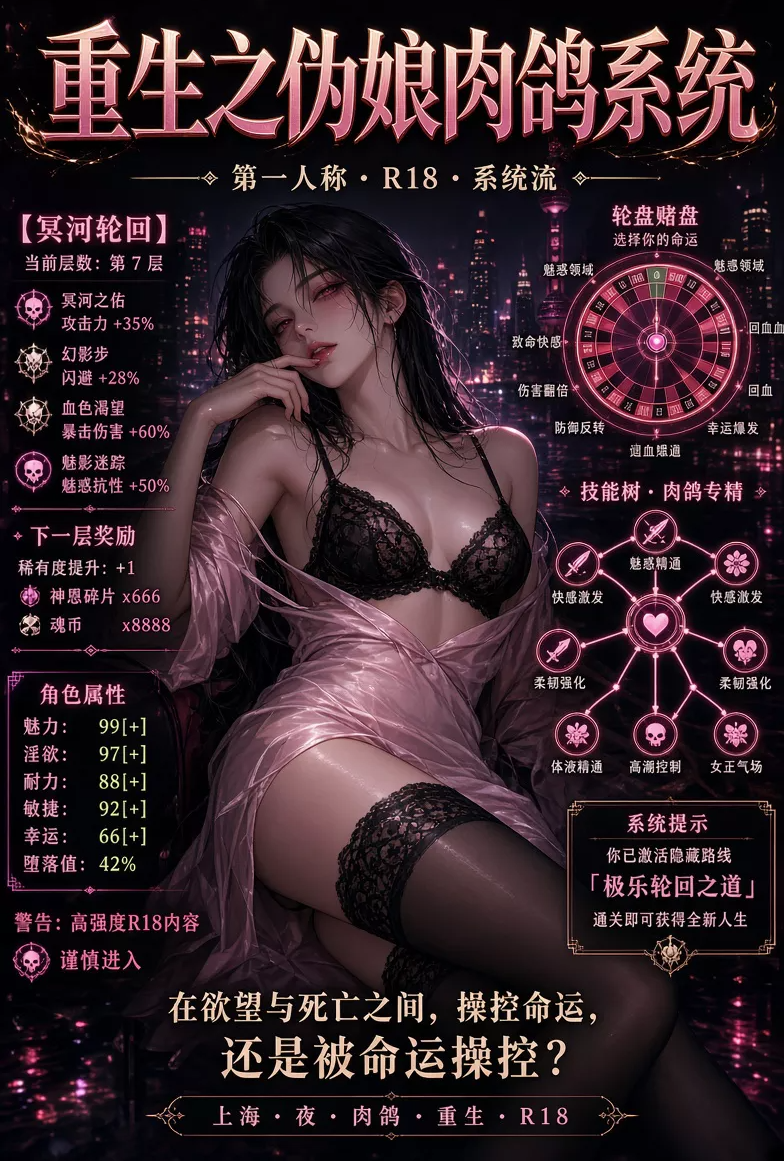 重生之伪娘肉鸽系统
第一人称·R18·系统流
【冥河轮回】
当前层数：第 7 层
冥河之佑
攻击力 +35%
幻影步
闪避 +28%
血色渴望
暴击伤害 +60%
魅影迷踪
魅惑抗性 +50%
下一层奖励
稀有度提升：+1
神恩碎片 x666
魂币 x8888
角色属性
魅力： 99[+]
淫欲： 97[+]
耐力： 88[+]
敏捷： 92[+]
幸运： 66[+]
堕落值： 42%
警告：高强度R18内容
谨慎进入
轮盘赌盘
选择你的命运
魅惑领域
魅惑领域
致命快感
回血血
伤害翻倍
回血
防御反转
幸运爆发
技能树·肉鸽专精
魅惑精通
快感激发
快感激发
柔韧强化
柔韧强化
体液精通
高潮控制
女正气场
系统提示
你已激活隐藏路线
「极乐轮回之道」
通关即可获得全新人生
在欲望与死亡之间，操控命运，
还是被命运操控？
上海·夜·肉鸽·重生·R18